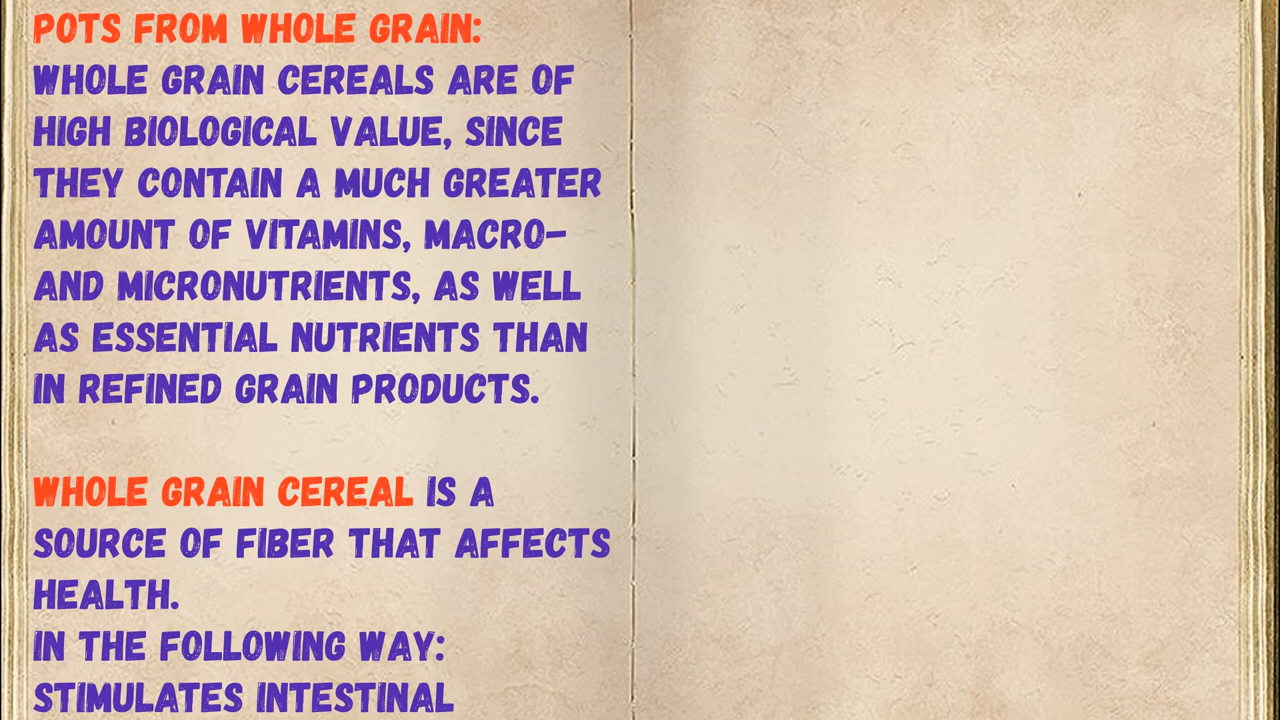 POTS FROM WHOLE GRAIN:
WHOLE GRAIN CEREALS ARE OF
HIGH BIOLOGICAL VALUE, SINCE
THEY CONTAIN A MUCH GREATER
AMOUNT OF VITAMINS, MACRO-
AND MICRONUTRIENTS, AS WELL
AS ESSENTIAL NUTRIENTS THAN
IN REFINED GRAIN PRODUCTS.
WHOLE GRAIN CEREAL IS A
SOURCE OF FIBER THAT AFFECTS
HEALTH.
IN THE FOLLOWING WAY:
STIMULATES INTESTINAL